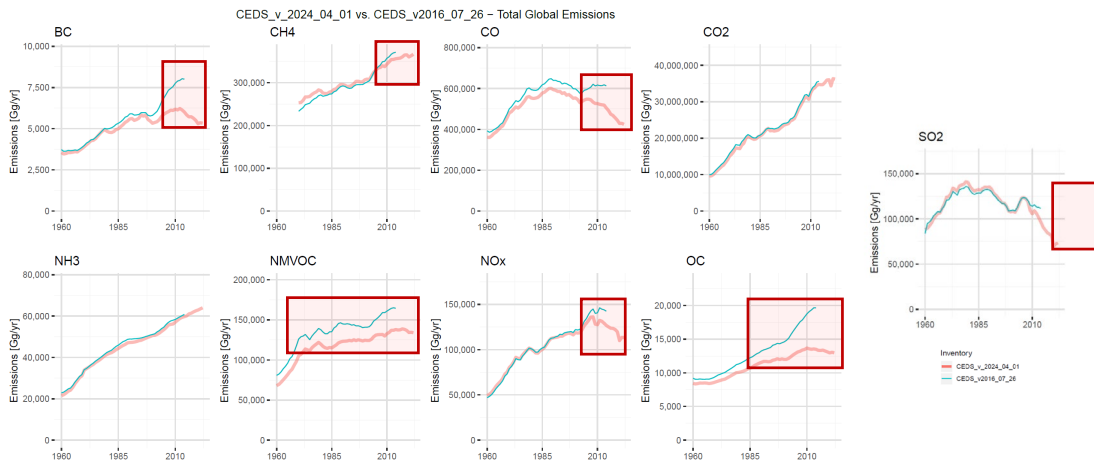 CEDS_v_2024_04_01 vs. CEDS_v2016_07_26 − Total Global Emissions
BC
Emissions [Gg/yr]
10,000
7,500
5,000
2,500
0
1960 1985 2010
CH4
Emissions [Gg/yr]
300,000
200,000
100,000
0
1960 1985 2010
CO
Emissions [Gg/yr]
800,000
600,000
400,000
200,000
0
1960 1985 2010
CO2
Emissions [Gg/yr]
40,000,000
30,000,000
20,000,000
10,000,000
0
1960 1985 2010
SO2
Emissions [Gg/yr]
150,000
100,000
50,000
0
1960 1985 2010
NH3
Emissions [Gg/yr]
80,000
60,000
40,000
20,000
0
1960 1985 2010
NMVOC
Emissions [Gg/yr]
200,000
150,000
100,000
50,000
0
1960 1985 2010
NOx
Emissions [Gg/yr]
150,000
100,000
50,000
0
1960 1985 2010
OC
Emissions [Gg/yr]
20,000
15,000
10,000
5,000
0
1960 1985 2010
Inventory
CEDS_v_2024_04_01
CEDS_v2016_07_26